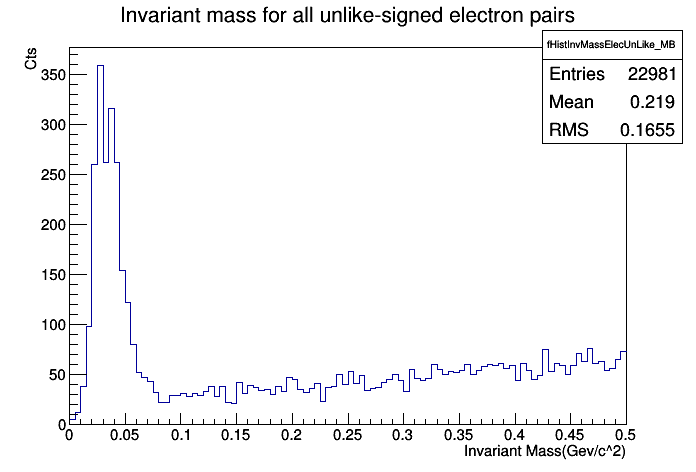 Invariant mass for all unlike-signed electron pairs
fHistInvMassElecUnLike_MB
Entries 22981
Mean 0.219
RMS 0.1655
Cts
350
300
250
200
150
100
50
0
0 0.05 0.1 0.15 0.2 0.25 0.3 0.35 0.4 0.45 0.5
Invariant Mass(Gev/c^2)